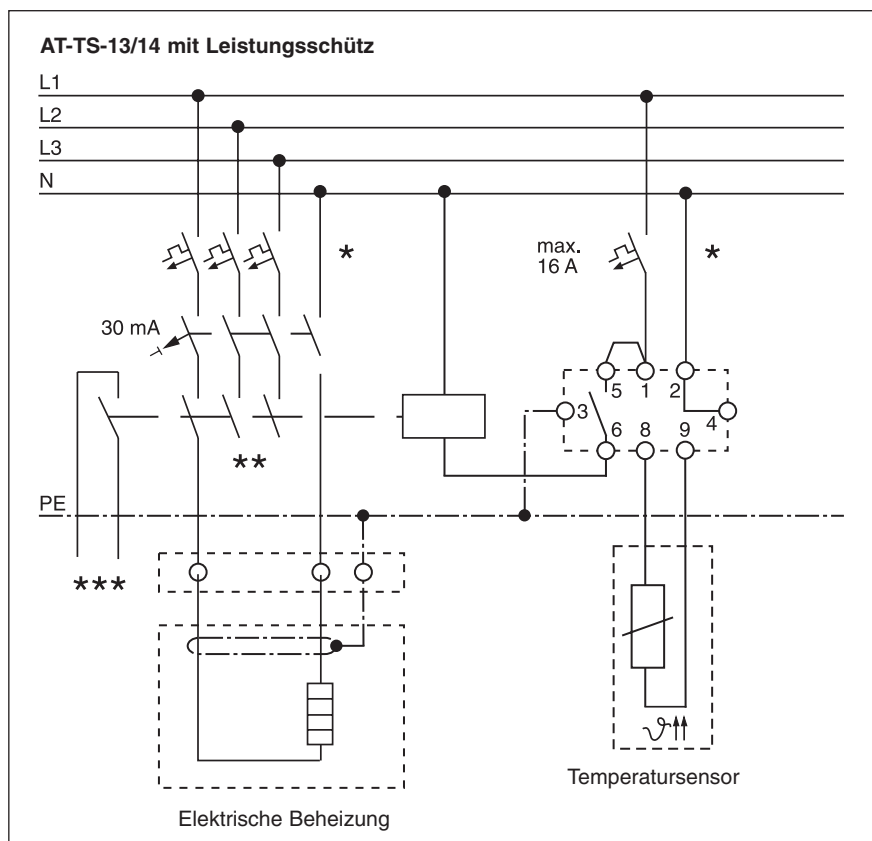 AT-TS-13/14 mit Leistungsschütz
L1
L2
L3
N
*
max.
16 A
*
30 mA
5 1 2
3
4
6 8 9
**
PE
***
Temperatursensor
Elektrische Beheizung